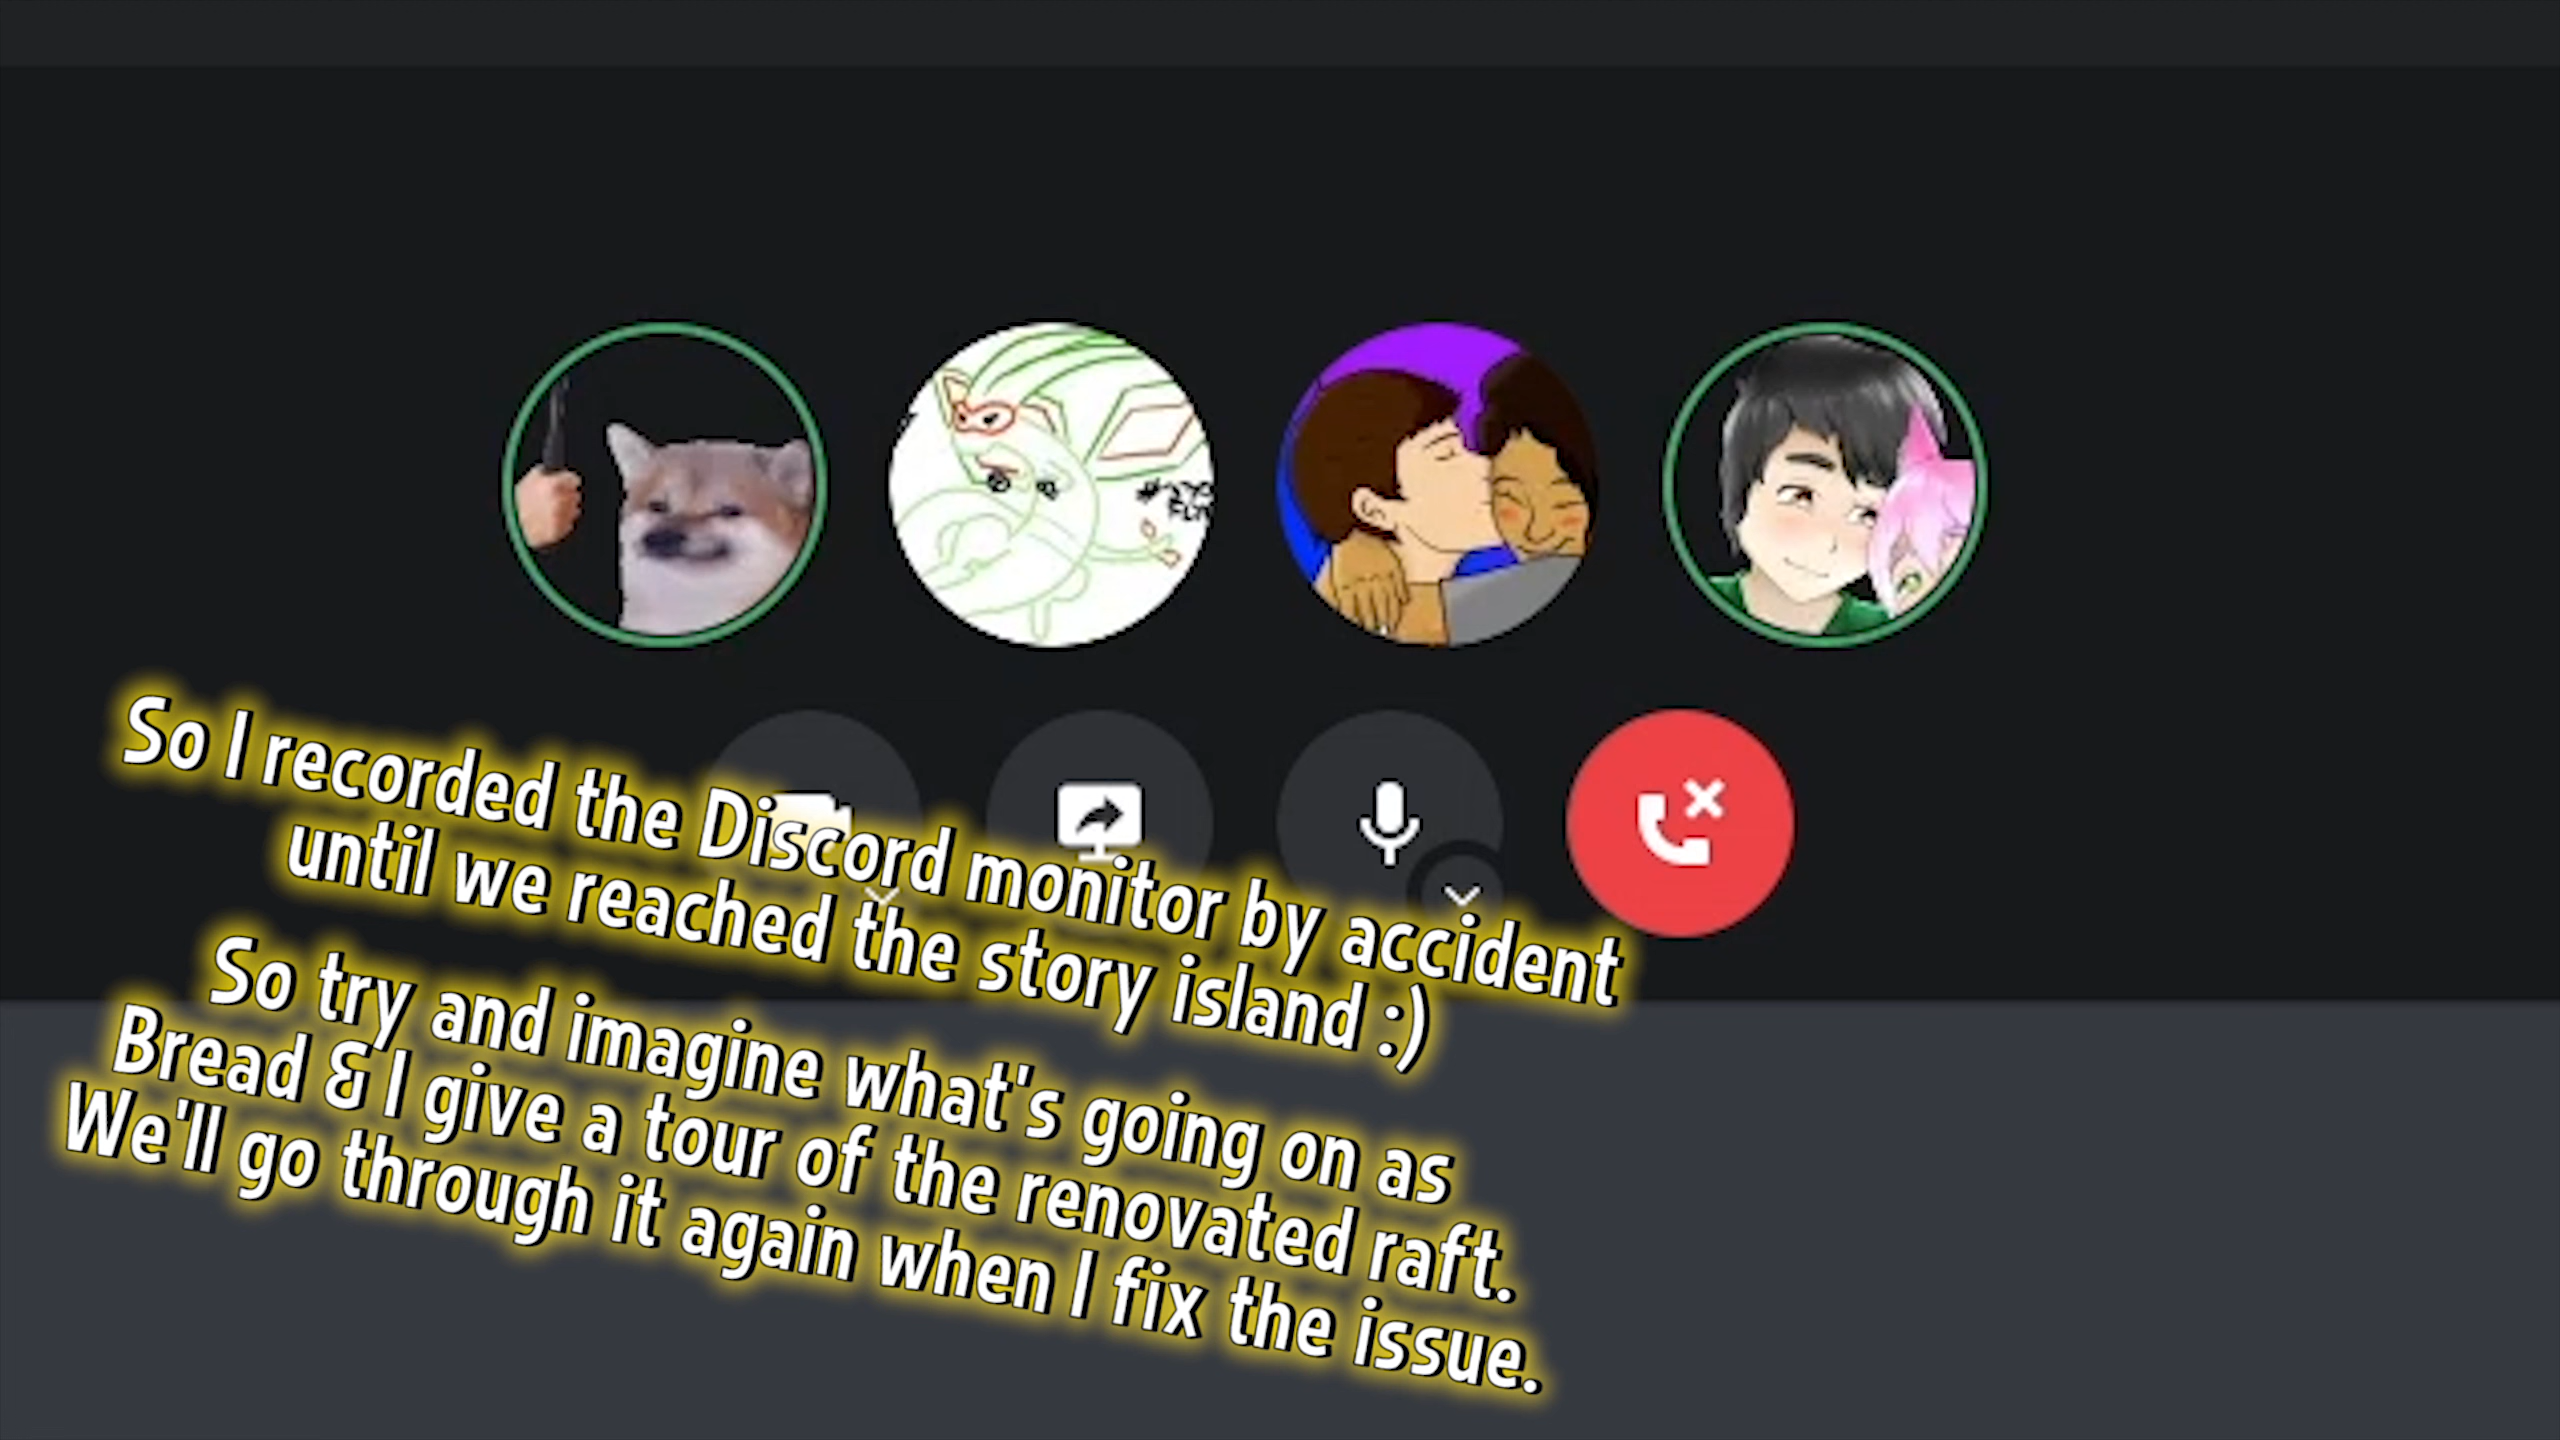 So I recorded the Discord monitor by accident
until we reached the story island :)
So try and imagine what's going on as
Bread & I give a tour of the renovated raft.
We'll go through it again when I fix the issue.